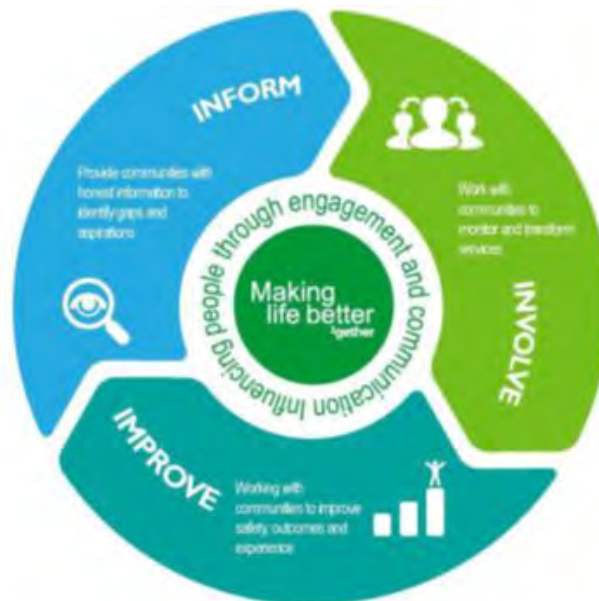 INFORM
Provide communities with
honest information to
identify gaps and
aspirations
Work with
communities to
monitor and transform
services
INVOLVE
IMPROVE
Working with
communities to improve
safety, outcomes and
experience
Influencing people through engagement and communication
Making
life better
together